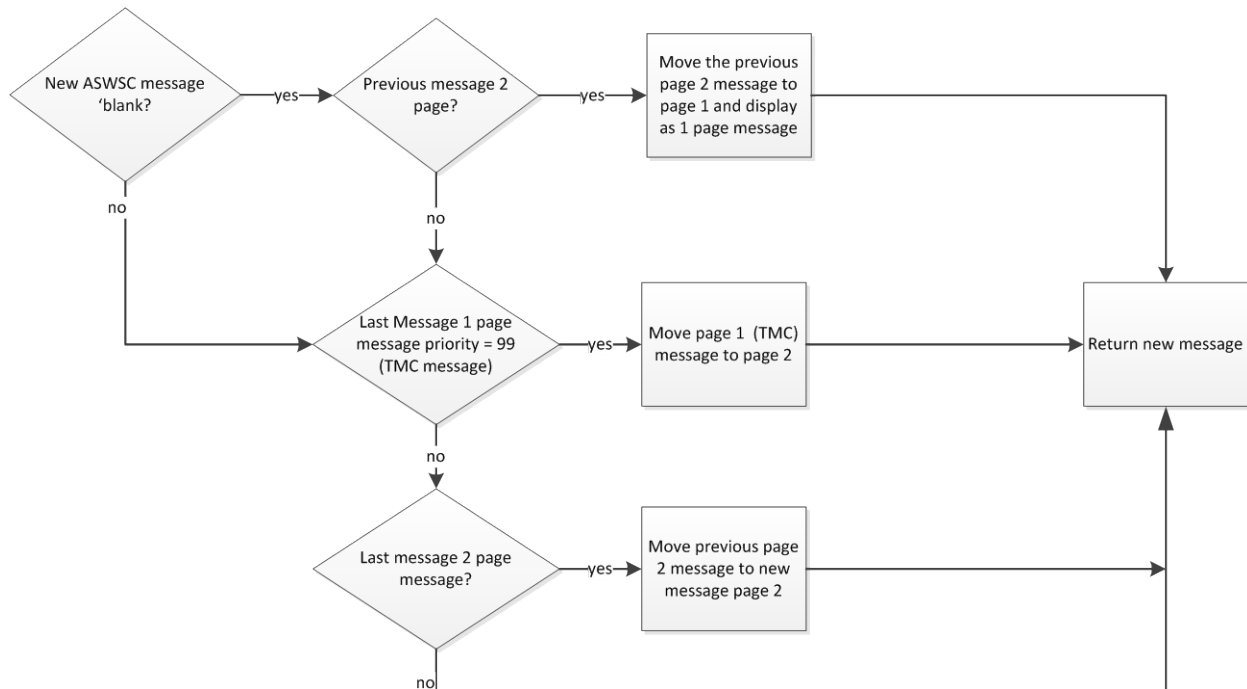 New ASWSC message
‘blank?
yes
Previous message 2
page?
yes
Move the previous
page 2 message to
page 1 and display
as 1 page message
no
no
Last Message 1 page
message priority = 99
(TMC message)
yes
Move page 1 (TMC)
message to page 2
Return new message
no
Last message 2 page
message?
yes
Move previous page
2 message to new
message page 2
no